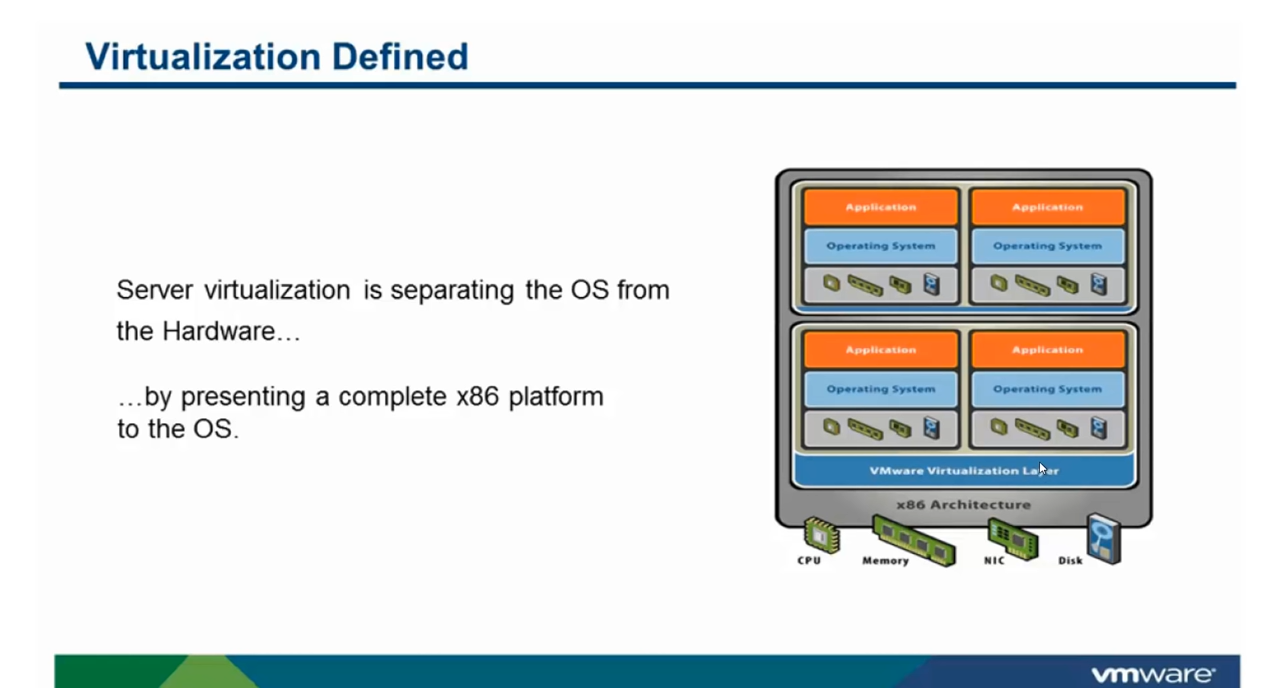 Virtualization Defined
Server virtualization is separating the OS from
the Hardware…
…by presenting a complete x86 platform
to the OS.
Application Application
Operating System Operating System
Application Application
Operating System Operating System
VMware Virtualization Layer
x86 Architecture
CPU Memory NIC Disk
vmware®